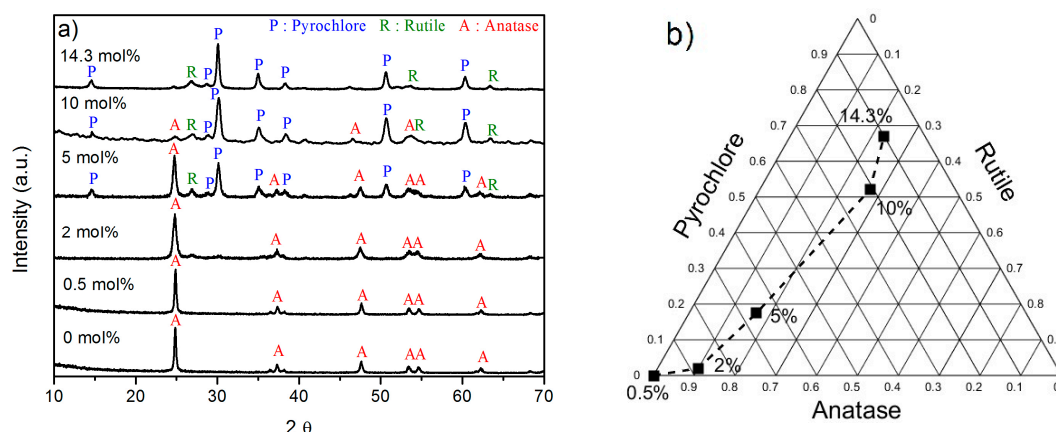 a)
P : Pyrochlore R : Rutile A : Anatase
14.3 mol%
P R P P P P P R P R
10 mol%
P A R P P P P A P A R P R
5 mol%
A
P R P P P A P A P A A P A R
2 mol%
A
A A A A A
0.5 mol%
A
A A A A A
0 mol%
A
A A A A A
Intensity (a.u.)
10 20 30 40 50 60 70
2 θ
b)
0
0.9 0.1
0.8 0.2
14.3%
0.7 0.3
0.6 0.4
0.5 10% 0.5
0.4 0.6
0.3 0.7
0.2 0.8
5%
0.1
2%
0
0.5%
0.9 0.8 0.7 0.6 0.5 0.4 0.3 0.2 0.1 0
Pyrochlore
Rutile
Anatase